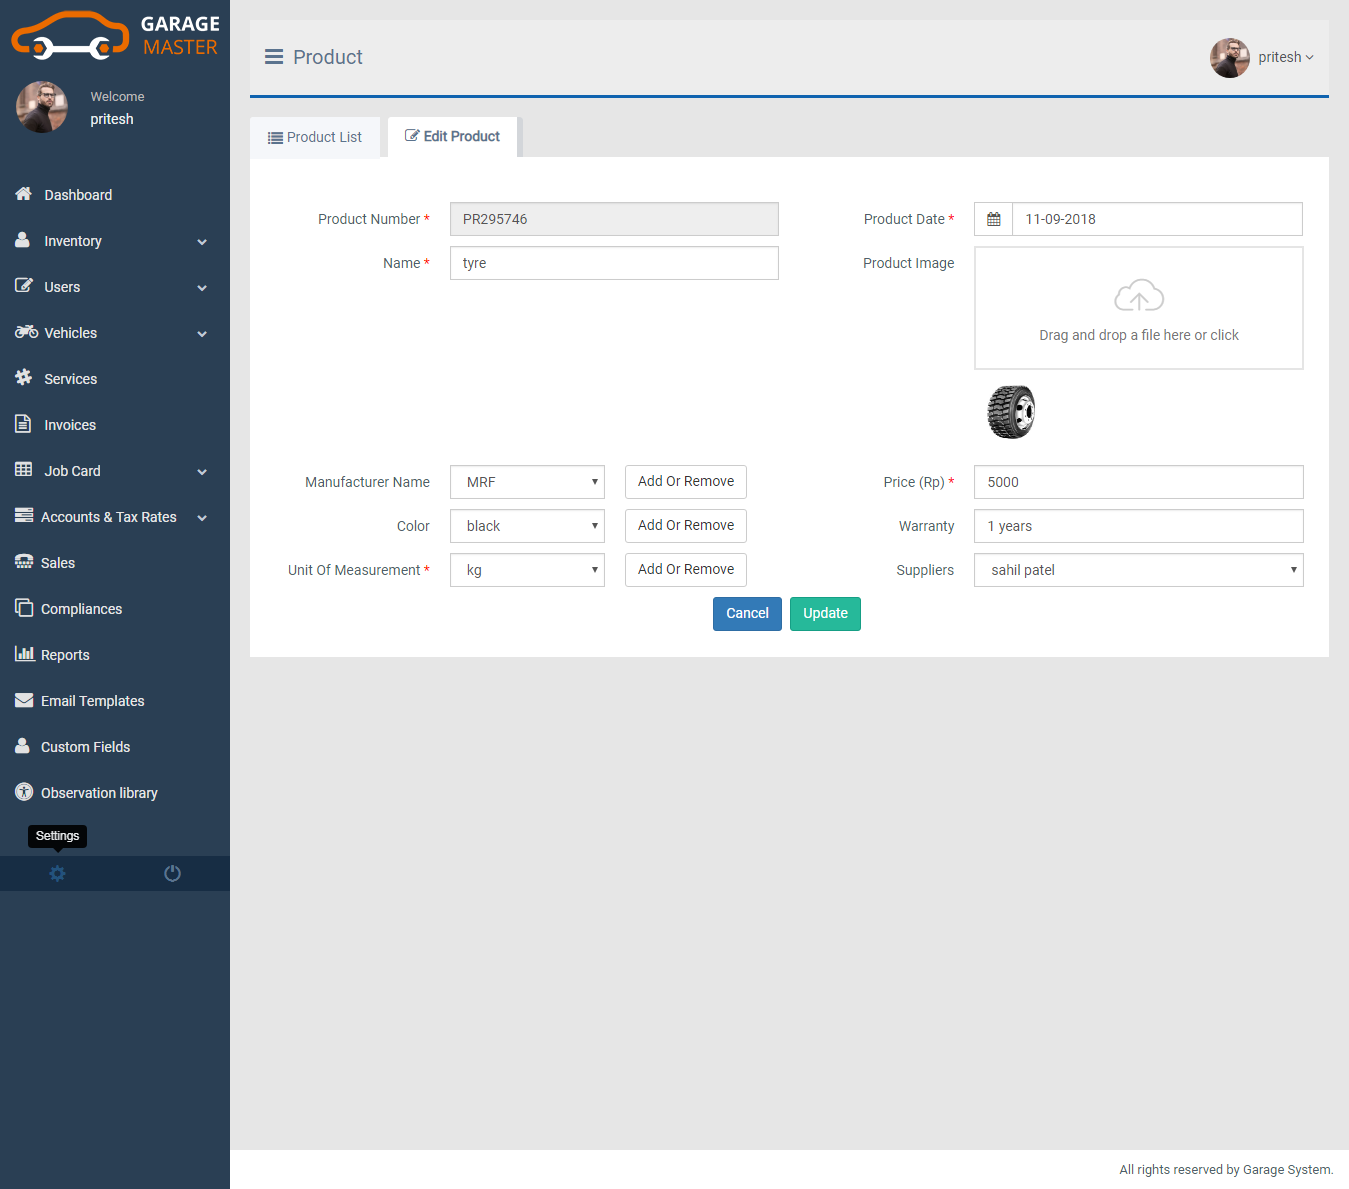 GARAGE
MASTER
Welcome
pritesh
Dashboard
Inventory
Users
Vehicles
Services
Invoices
Job Card
Accounts & Tax Rates
Sales
Compliances
Reports
Email Templates
Custom Fields
Observation library
Settings
Product
pritesh
Product List
Edit Product
Product Number * PR295746
Product Date * 11-09-2018
Name * tyre
Product Image
Drag and drop a file here or click
Manufacturer Name MRF Add Or Remove
Price (Rp) * 5000
Color black Add Or Remove
Warranty 1 years
Unit Of Measurement * kg Add Or Remove
Suppliers sahil patel
Cancel Update
All rights reserved by Garage System.